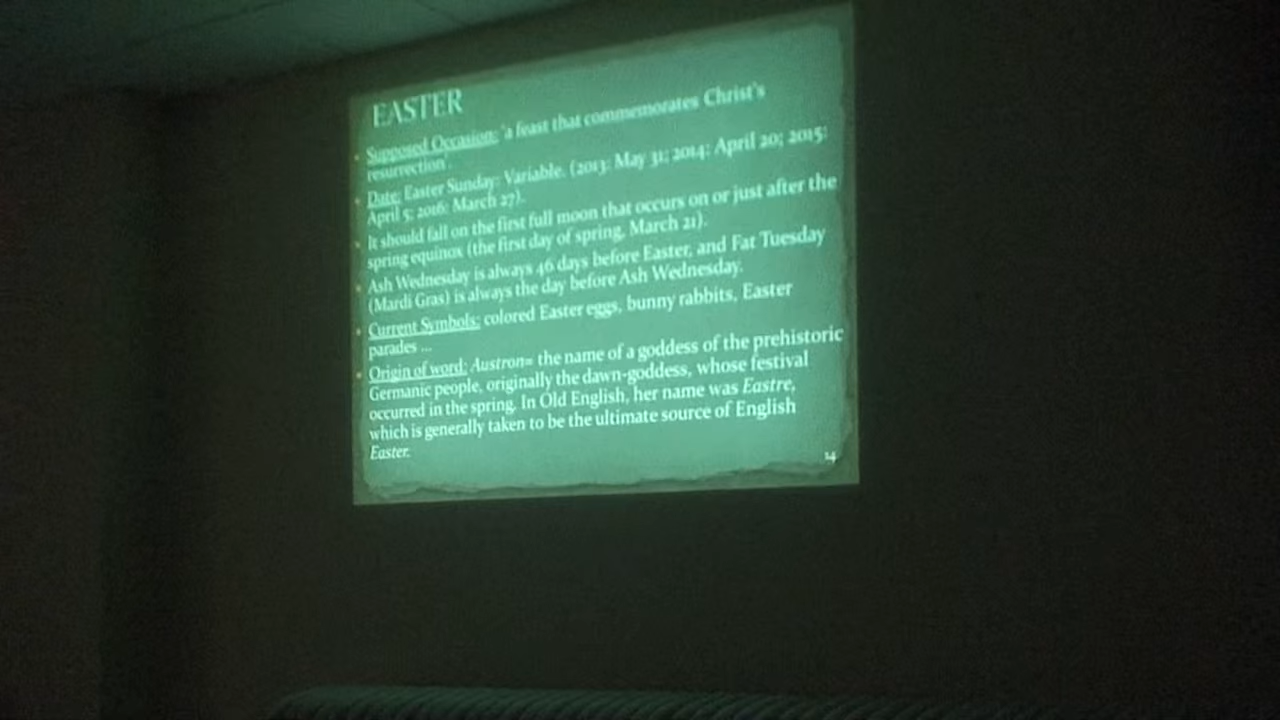 EASTER
• Supposed Occasion: 'a feast that commemorates Christ's
resurrection'.
• Date: Easter Sunday: Variable. (2013: May 31; 2014: April 20; 2015:
April 5; 2016: March 27).
• It should fall on the first full moon that occurs on or just after the
spring equinox (the first day of spring, March 21).
• Ash Wednesday is always 46 days before Easter, and Fat Tuesday
(Mardi Gras) is always the day before Ash Wednesday.
• Current Symbols: colored Easter eggs, bunny rabbits, Easter
parades ...
• Origin of word: Austron= the name of a goddess of the prehistoric
Germanic people, originally the dawn-goddess, whose festival
occurred in the spring. In Old English, her name was Eastre,
which is generally taken to be the ultimate source of English
Easter.
14